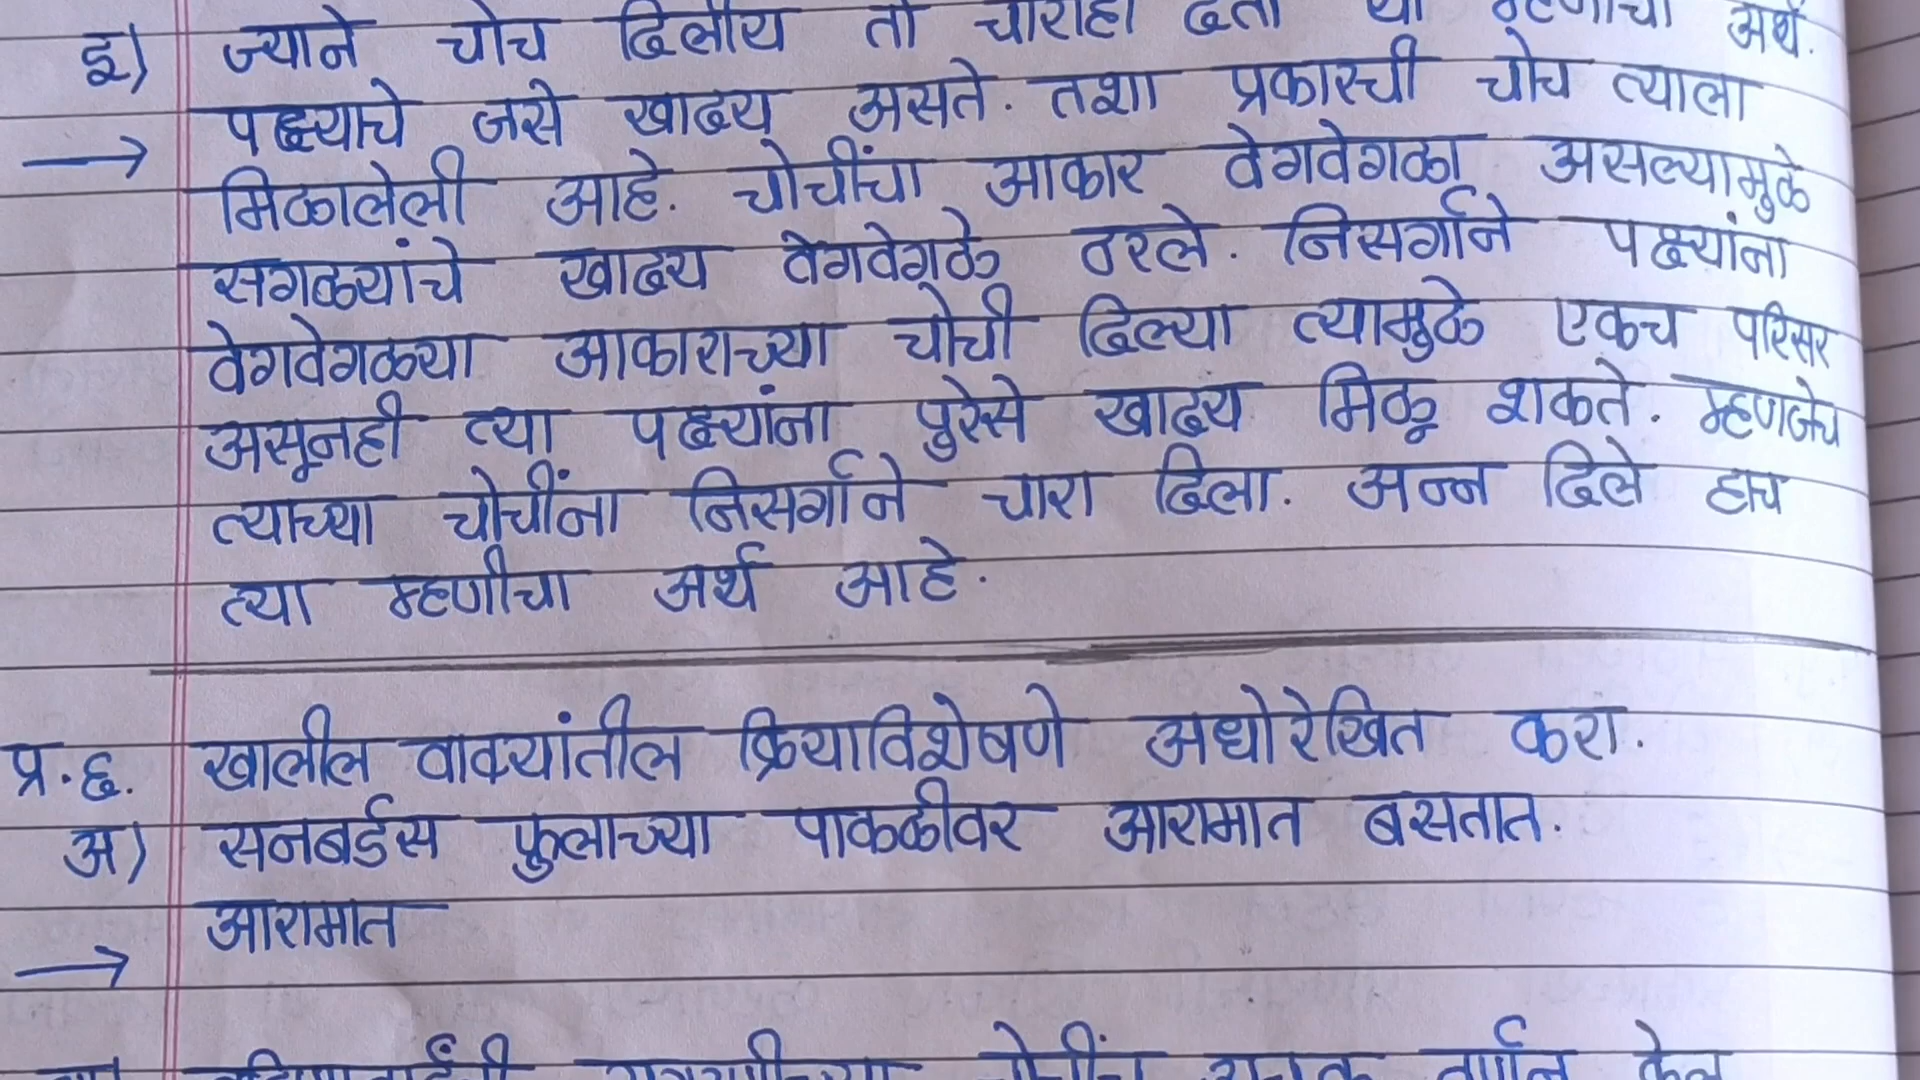 इ) ज्याने चोच दिलीय तो चाराही देतो या म्हणीचा अर्थ.
→ पक्ष्याचे जसे खाद्य असते. तशा प्रकारची चोच त्याला
मिळालेली आहे. चोचींचा आकार वेगवेगळा असल्यामुळे
सगळ्यांचे खाद्य वेगवेगळे ठरले. निसर्गाने पक्ष्यांना
वेगवेगळ्या आकाराच्या चोची दिल्या त्यामुळे एकच परिसर
असूनही त्या पक्ष्यांना पुरेसे खाद्य मिळू शकते. म्हणजेच
त्याच्या चोचींना निसर्गाने चारा दिला. अन्न दिले हाच
त्या म्हणीचा अर्थ आहे.
प्र.६. खालील वाक्यांतील क्रियाविशेषणे अधोरेखित करा.
अ) सनबर्डस फुलाच्या पाकळीवर आरामात बसतात.
→ आरामात